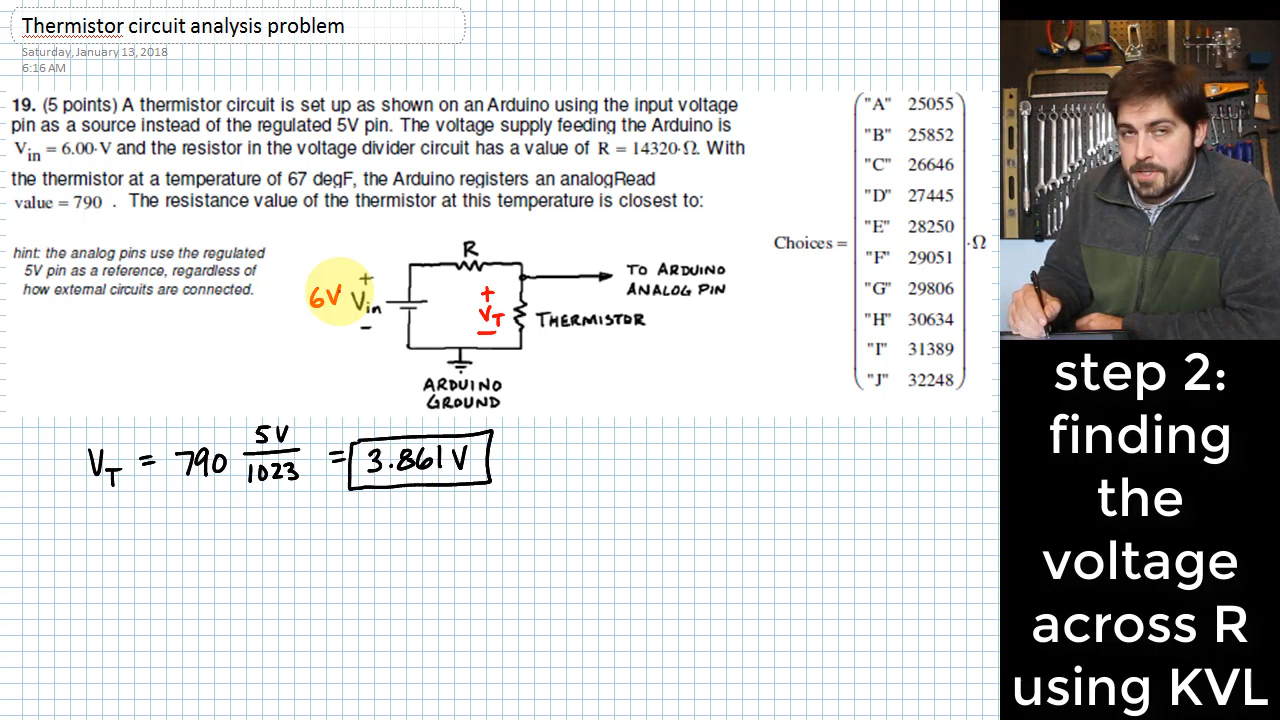 Thermistor circuit analysis problem
Saturday, January 13, 2018
6:16 AM
19. (5 points) A thermistor circuit is set up as shown on an Arduino using the input voltage
pin as a source instead of the regulated 5V pin. The voltage supply feeding the Arduino is
Vin = 6.00·V and the resistor in the voltage divider circuit has a value of R = 14320·Ω. With
the thermistor at a temperature of 67 degF, the Arduino registers an analogRead
value = 790 . The resistance value of the thermistor at this temperature is closest to:
hint: the analog pins use the regulated
5V pin as a reference, regardless of
how external circuits are connected.
R
+
6V Vin
−
+
VT
−
THERMISTOR
TO ARDUINO
ANALOG PIN
ARDUINO
GROUND
Choices =
"A" 25055
"B" 25852
"C" 26646
"D" 27445
"E" 28250
"F" 29051
"G" 29806
"H" 30634
"I" 31389
"J" 32248
·Ω
VT = 790 5V/1023 = 3.861V
step 2:
finding
the
voltage
across R
using KVL